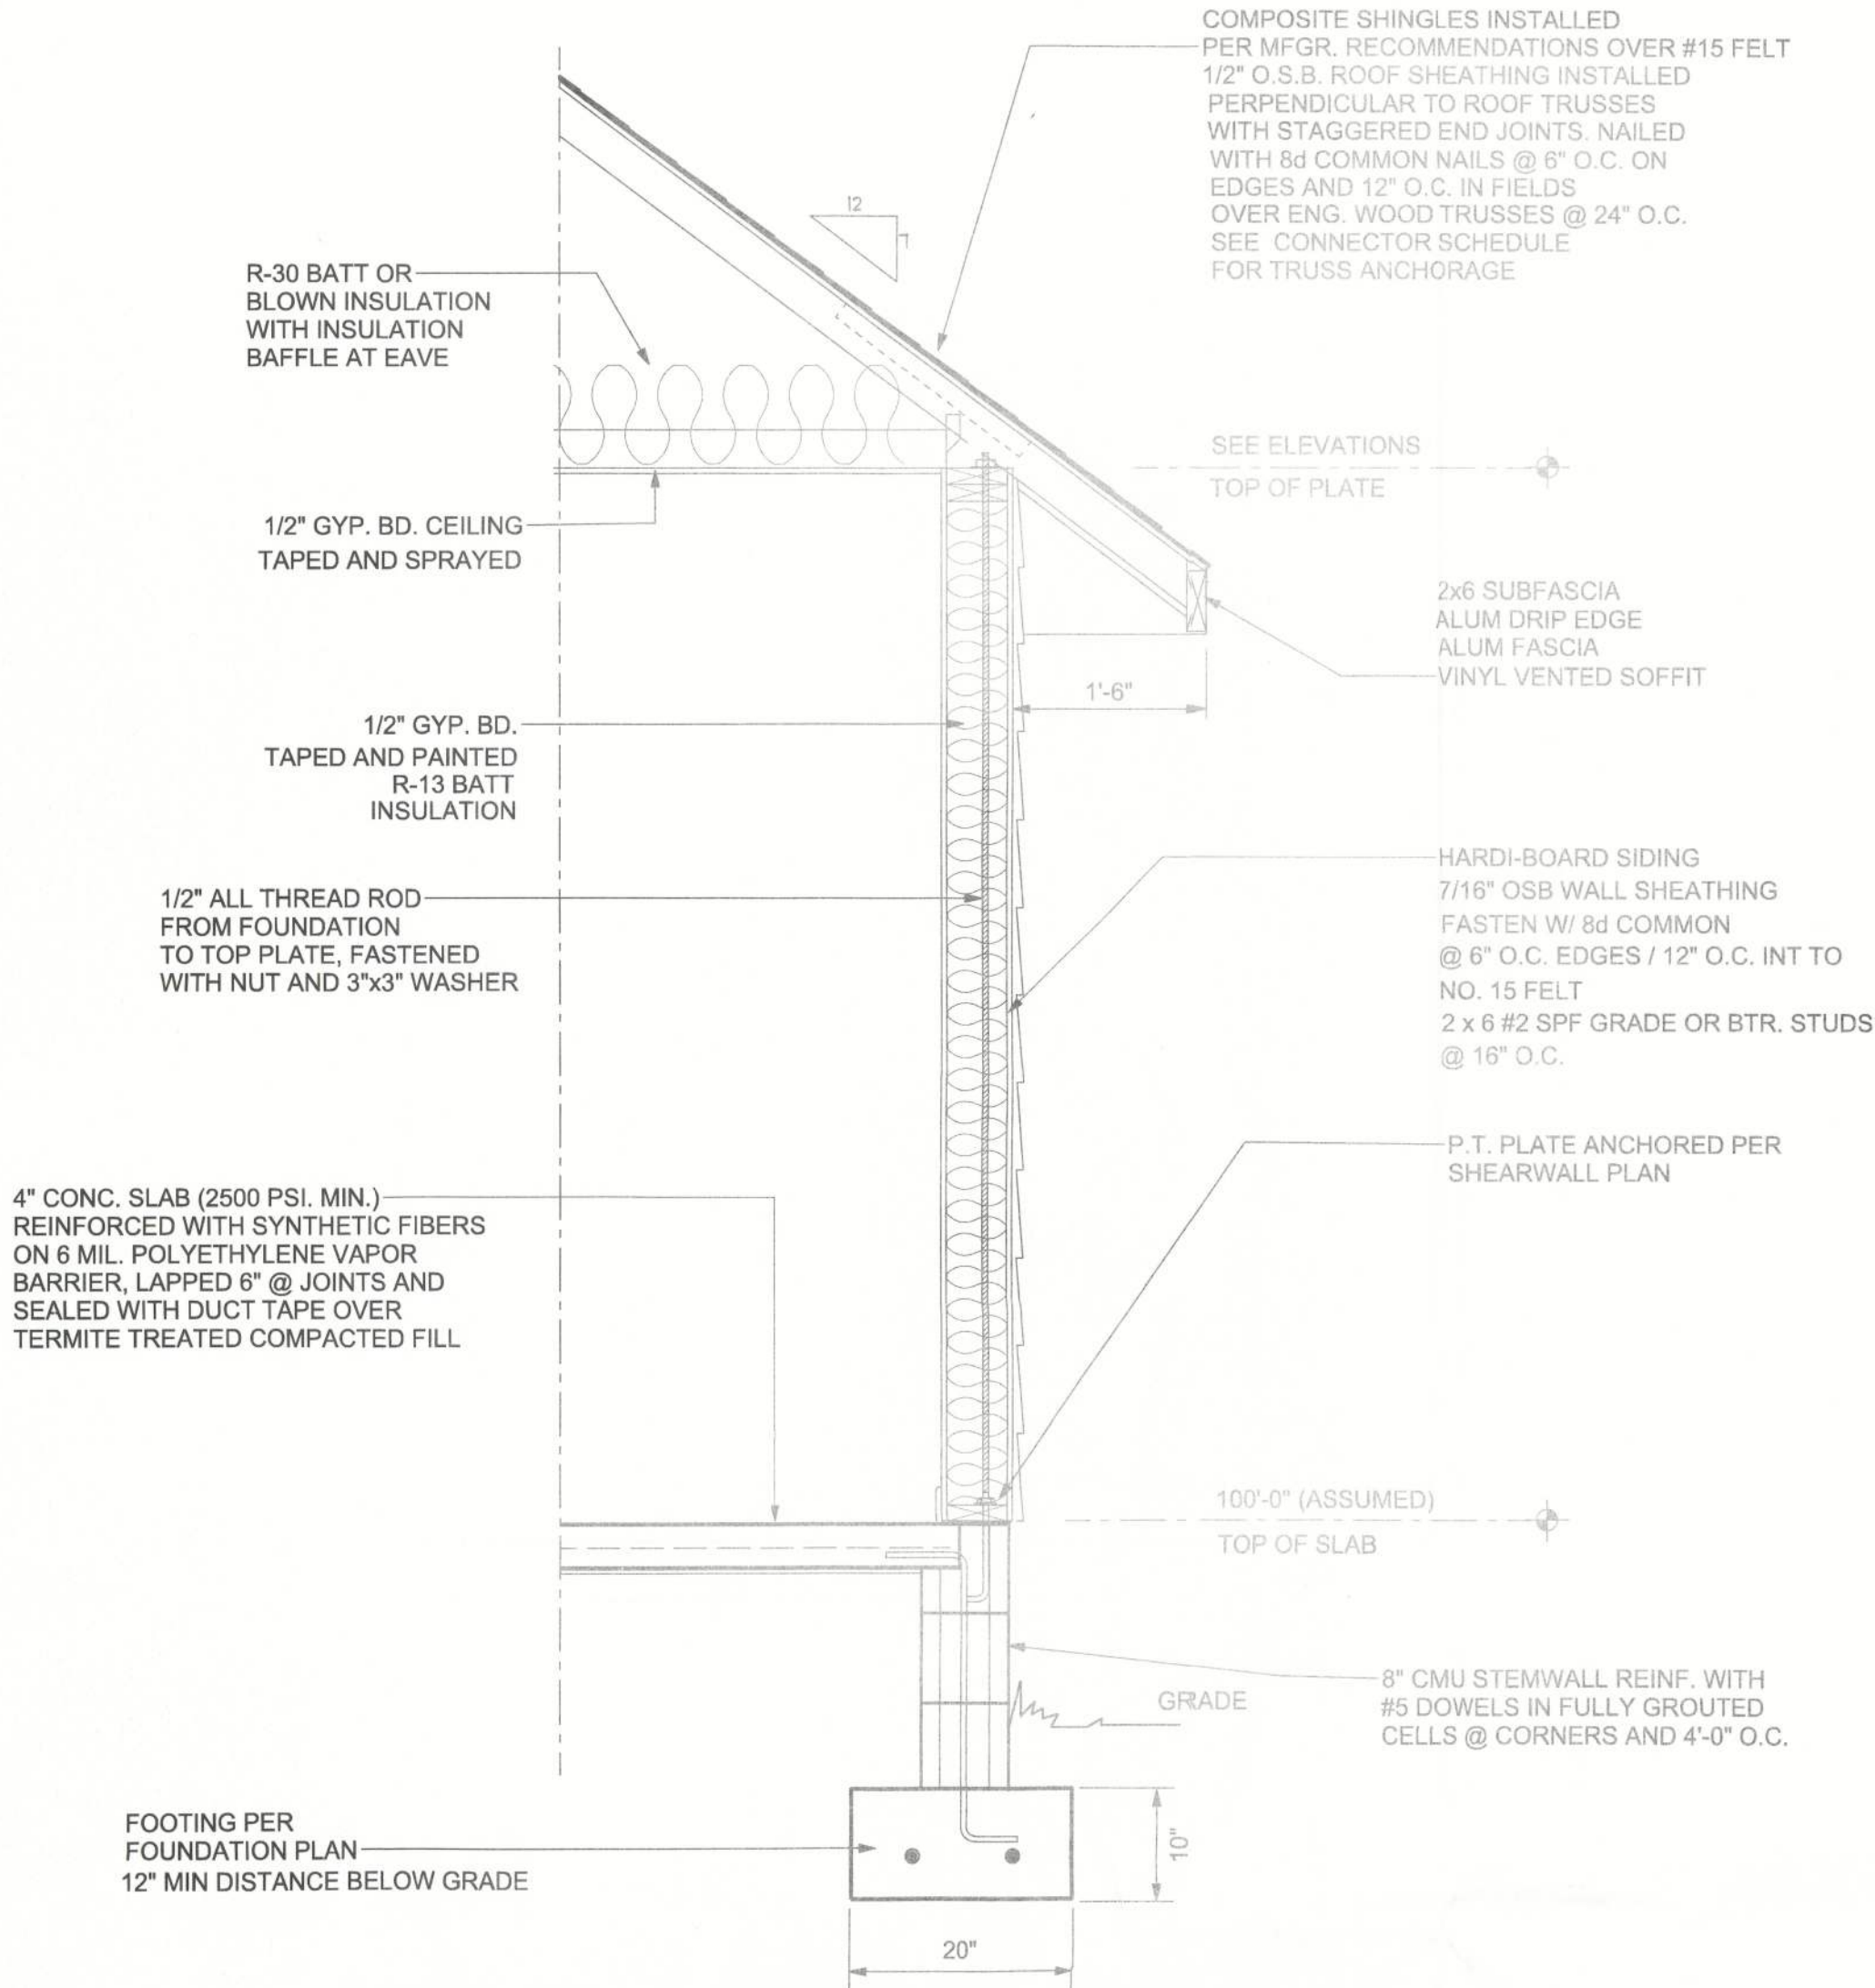 COMPOSITE SHINGLES INSTALLED
PER MFGR. RECOMMENDATIONS OVER #15 FELT
1/2" O.S.B. ROOF SHEATHING INSTALLED
PERPENDICULAR TO ROOF TRUSSES
WITH STAGGERED END JOINTS. NAILED
WITH 8d COMMON NAILS @ 6" O.C. ON
EDGES AND 12" O.C. IN FIELDS
OVER ENG. WOOD TRUSSES @ 24" O.C.
SEE CONNECTOR SCHEDULE
FOR TRUSS ANCHORAGE
12
7
R-30 BATT OR
BLOWN INSULATION
WITH INSULATION
BAFFLE AT EAVE
SEE ELEVATIONS
TOP OF PLATE
1/2" GYP. BD. CEILING
TAPED AND SPRAYED
2x6 SUBFASCIA
ALUM DRIP EDGE
ALUM FASCIA
VINYL VENTED SOFFIT
1'-6"
1/2" GYP. BD.
TAPED AND PAINTED
R-13 BATT
INSULATION
HARDI-BOARD SIDING
7/16" OSB WALL SHEATHING
FASTEN W/ 8d COMMON
@ 6" O.C. EDGES / 12" O.C. INT TO
NO. 15 FELT
2 x 6 #2 SPF GRADE OR BTR. STUDS
@ 16" O.C.
1/2" ALL THREAD ROD
FROM FOUNDATION
TO TOP PLATE, FASTENED
WITH NUT AND 3"x3" WASHER
P.T. PLATE ANCHORED PER
SHEARWALL PLAN
4" CONC. SLAB (2500 PSI. MIN.)
REINFORCED WITH SYNTHETIC FIBERS
ON 6 MIL. POLYETHYLENE VAPOR
BARRIER, LAPPED 6" @ JOINTS AND
SEALED WITH DUCT TAPE OVER
TERMITE TREATED COMPACTED FILL
100'-0" (ASSUMED)
TOP OF SLAB
8" CMU STEMWALL REINF. WITH
#5 DOWELS IN FULLY GROUTED
CELLS @ CORNERS AND 4'-0" O.C.
GRADE
FOOTING PER
FOUNDATION PLAN
12" MIN DISTANCE BELOW GRADE
10"
20"